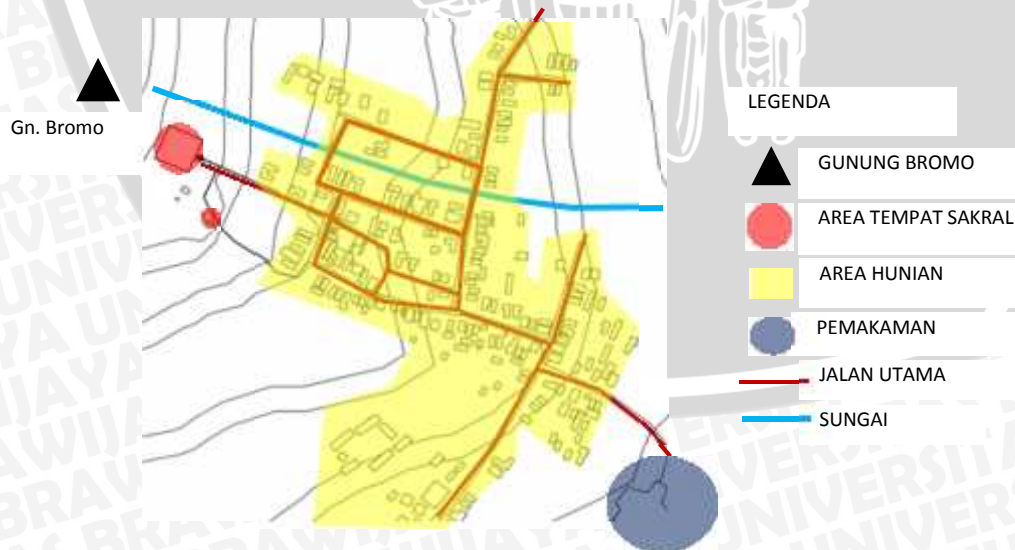 Gn. Bromo
LEGENDA
GUNUNG BROMO
AREA TEMPAT SAKRAL
AREA HUNIAN
PEMAKAMAN
JALAN UTAMA
SUNGAI